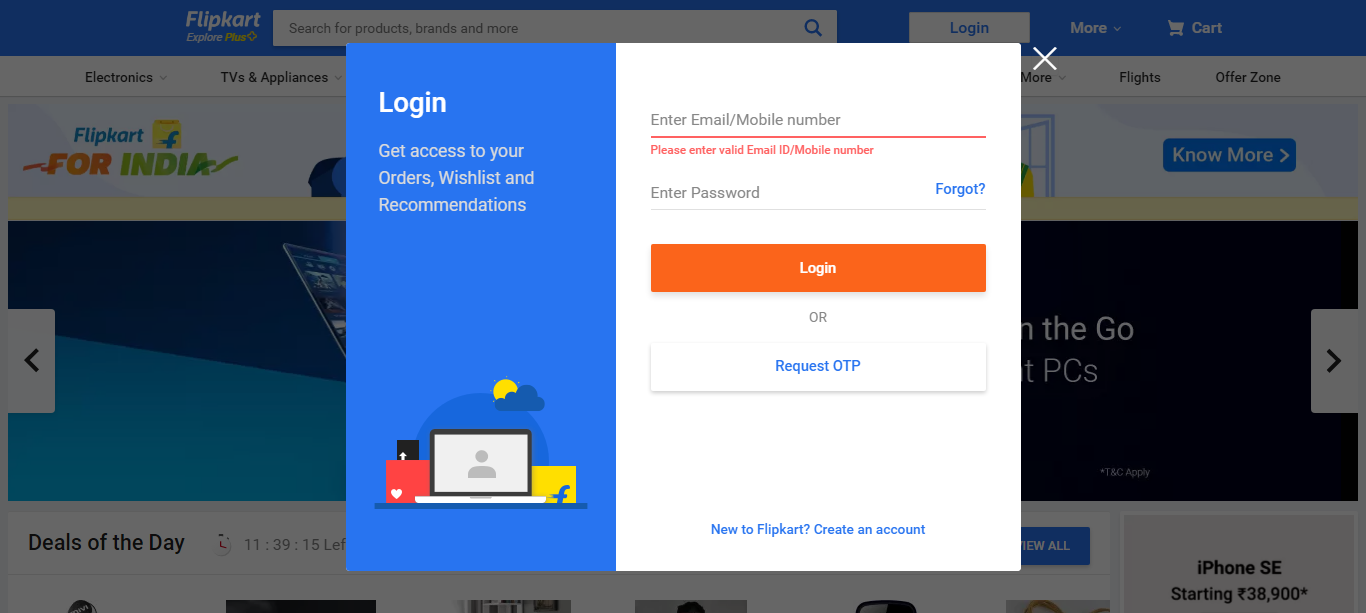 Flipkart
Explore Plus
Search for products, brands and more
Login
More
Cart
Electronics
TVs & Appliances
More
Flights
Offer Zone
Flipkart
FOR INDIA
Know More >
Login
Get access to your
Orders, Wishlist and
Recommendations
Enter Email/Mobile number
Please enter valid Email ID/Mobile number
Enter Password
Forgot?
Login
OR
Request OTP
New to Flipkart? Create an account
n the Go
t PCs
*T&C Apply
Deals of the Day
11 : 39 : 15 Lef
VIEW ALL
iPhone SE
Starting ₹38,900*